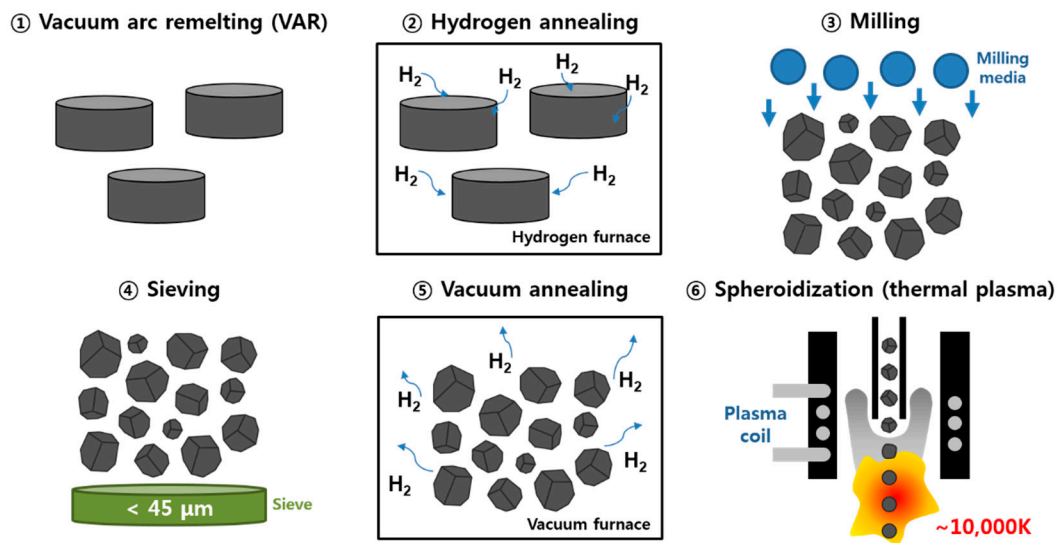 ① Vacuum arc remelting (VAR)
② Hydrogen annealing
H₂
H₂
H₂
H₂
H₂
H₂
Hydrogen furnace
③ Milling
Milling
media
④ Sieving
< 45 μm
Sieve
⑤ Vacuum annealing
H₂
H₂
H₂
H₂
H₂
Vacuum furnace
⑥ Spheroidization (thermal plasma)
Plasma
coil
~10,000K